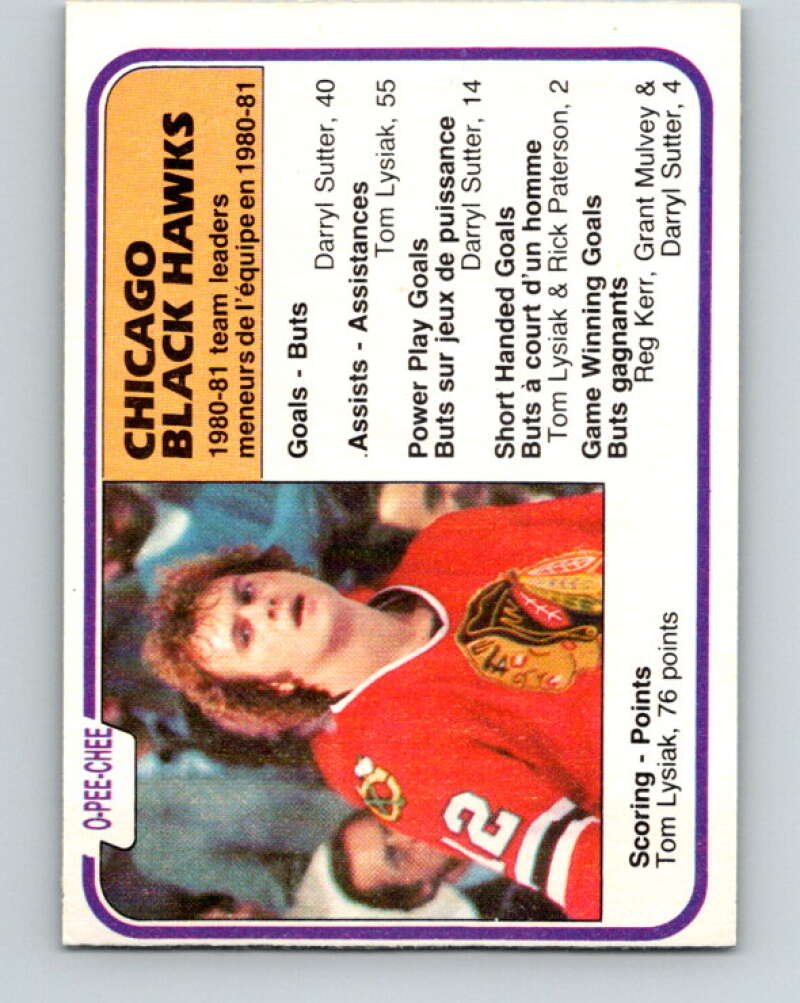 O-PEE-CHEE
CHICAGO
BLACK HAWKS
1980-81 team leaders
meneurs de l'équipe en 1980-81
Goals - Buts
Darryl Sutter, 40
Assists - Assistances
Tom Lysiak, 55
Power Play Goals
Buts sur jeux de puissance
Darryl Sutter, 14
Short Handed Goals
Buts à court d'un homme
Tom Lysiak & Rick Paterson, 2
Game Winning Goals
Buts gagnants
Reg Kerr, Grant Mulvey &
Darryl Sutter, 4
12
Scoring - Points
Tom Lysiak, 76 points